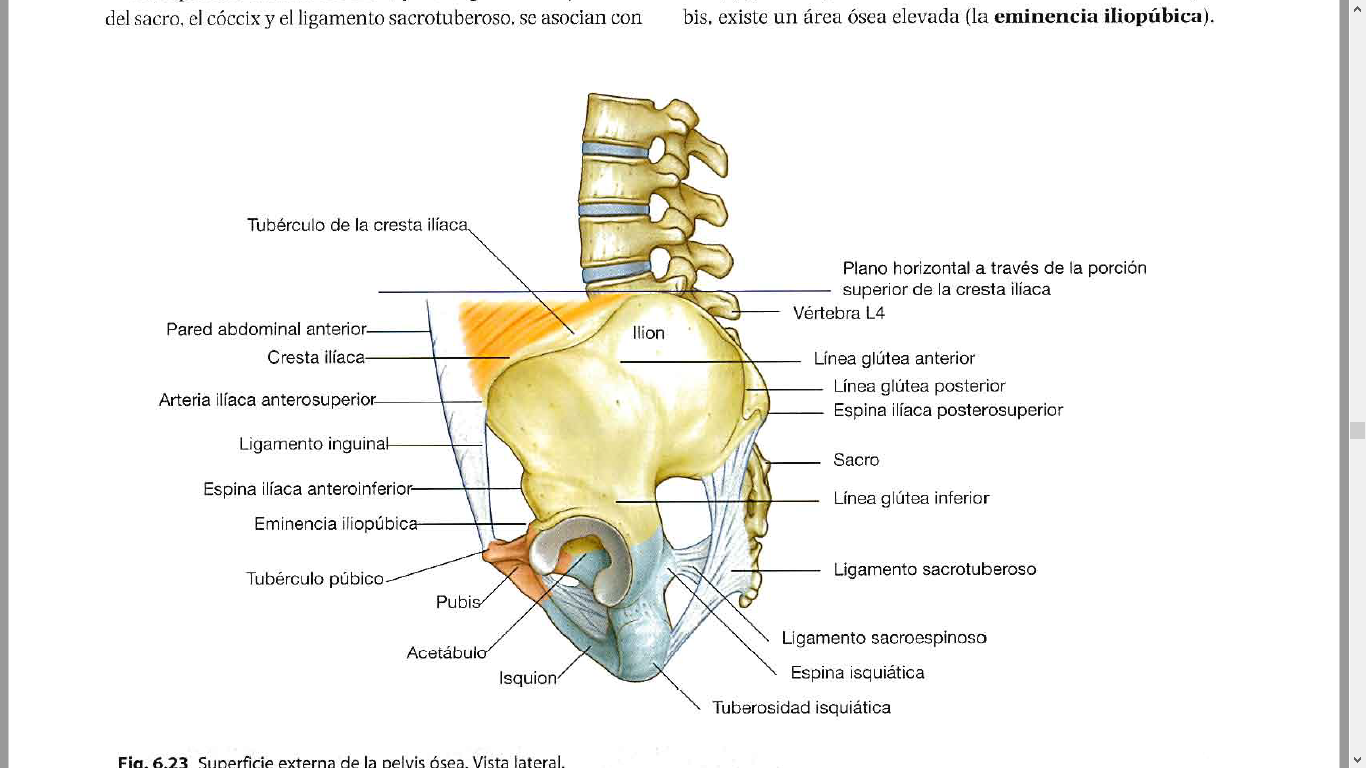 del sacro, el cóccix y el ligamento sacrotuberoso. se asocian con
bis, existe un área ósea elevada (la eminencia iliopúbica).
Tubérculo de la cresta ilíaca
Plano horizontal a través de la porción
superior de la cresta ilíaca
Vértebra L4
Pared abdominal anterior
Ilion
Cresta ilíaca
Línea glútea anterior
Línea glútea posterior
Arteria ilíaca anterosuperior
Espina ilíaca posterosuperior
Ligamento inguinal
Sacro
Espina ilíaca anteroinferior
Línea glútea inferior
Eminencia iliopúbica
Tubérculo púbico
Ligamento sacrotuberoso
Pubis
Ligamento sacroespinoso
Acetábulo
Isquion
Espina isquiática
Tuberosidad isquiática
Fig. 6.23 Superficie externa de la pelvis ósea. Vista lateral.